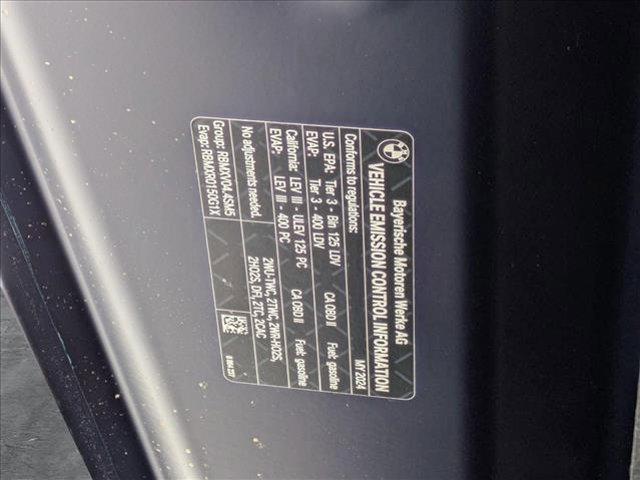 BMW
Bayerische Motoren Werke AG
VEHICLE EMISSION CONTROL INFORMATION
Conforms to regulations: MY 2024
U.S. EPA: Tier 3 - Bin 125 LDV CA OBD II Fuel: gasoline
EVAP: Tier 3 - 400 LDV
California: LEV III - ULEV 125 PC CA OBD II Fuel: gasoline
EVAP: LEV III - 400 PC
No adjustments needed. 2WU-TWC, 2TWC, 2WR-HO2S,
2HO2S, DFI, 2TC, 2CAC
Group: RBMXV04.4SM5
Evap: RBMXR0150G1X